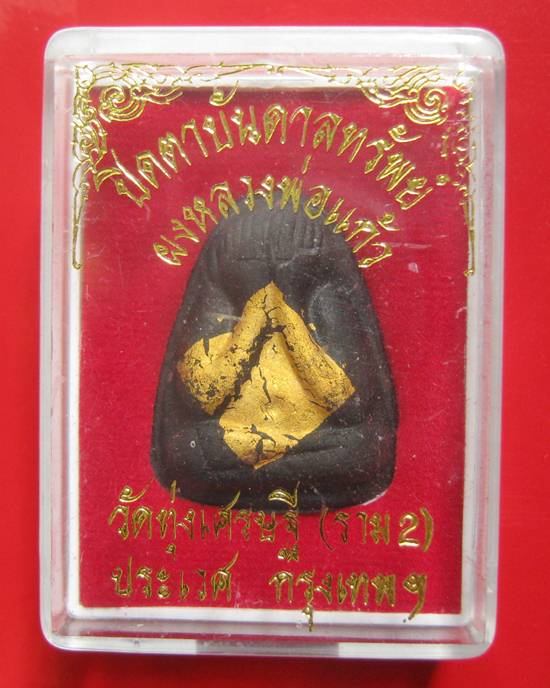 ปิดตาบันดาลทรัพย์
ผงหลวงพ่อแก้ว
วัดทุ่งเศรษฐี (ราม 2)
ประเวศ กรุงเทพฯ